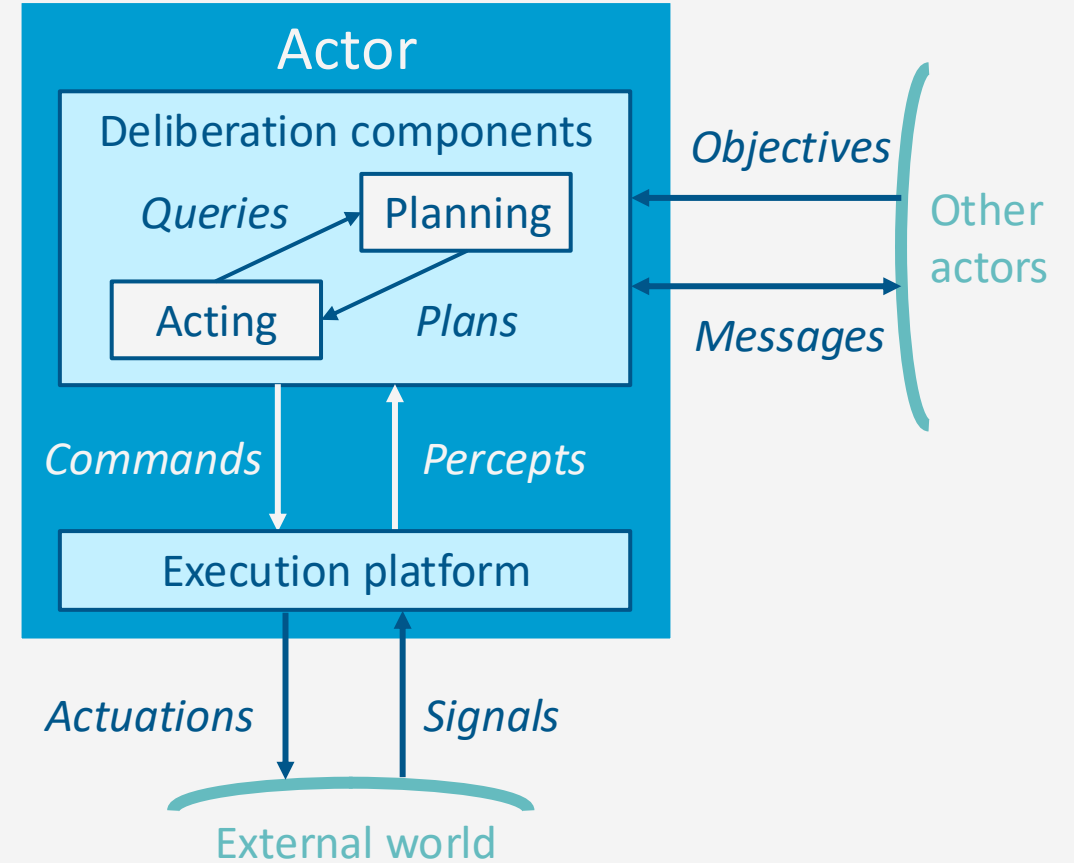 Actor
Deliberation components
Objectives
Queries
Planning
Other
actors
Acting
Plans
Messages
Commands
Percepts
Execution platform
Actuations
Signals
External world